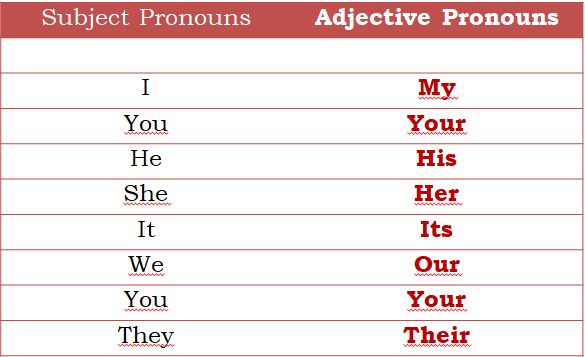 Subject Pronouns Adjective Pronouns
I My
You Your
He His
She Her
It Its
We Our
You Your
They Their